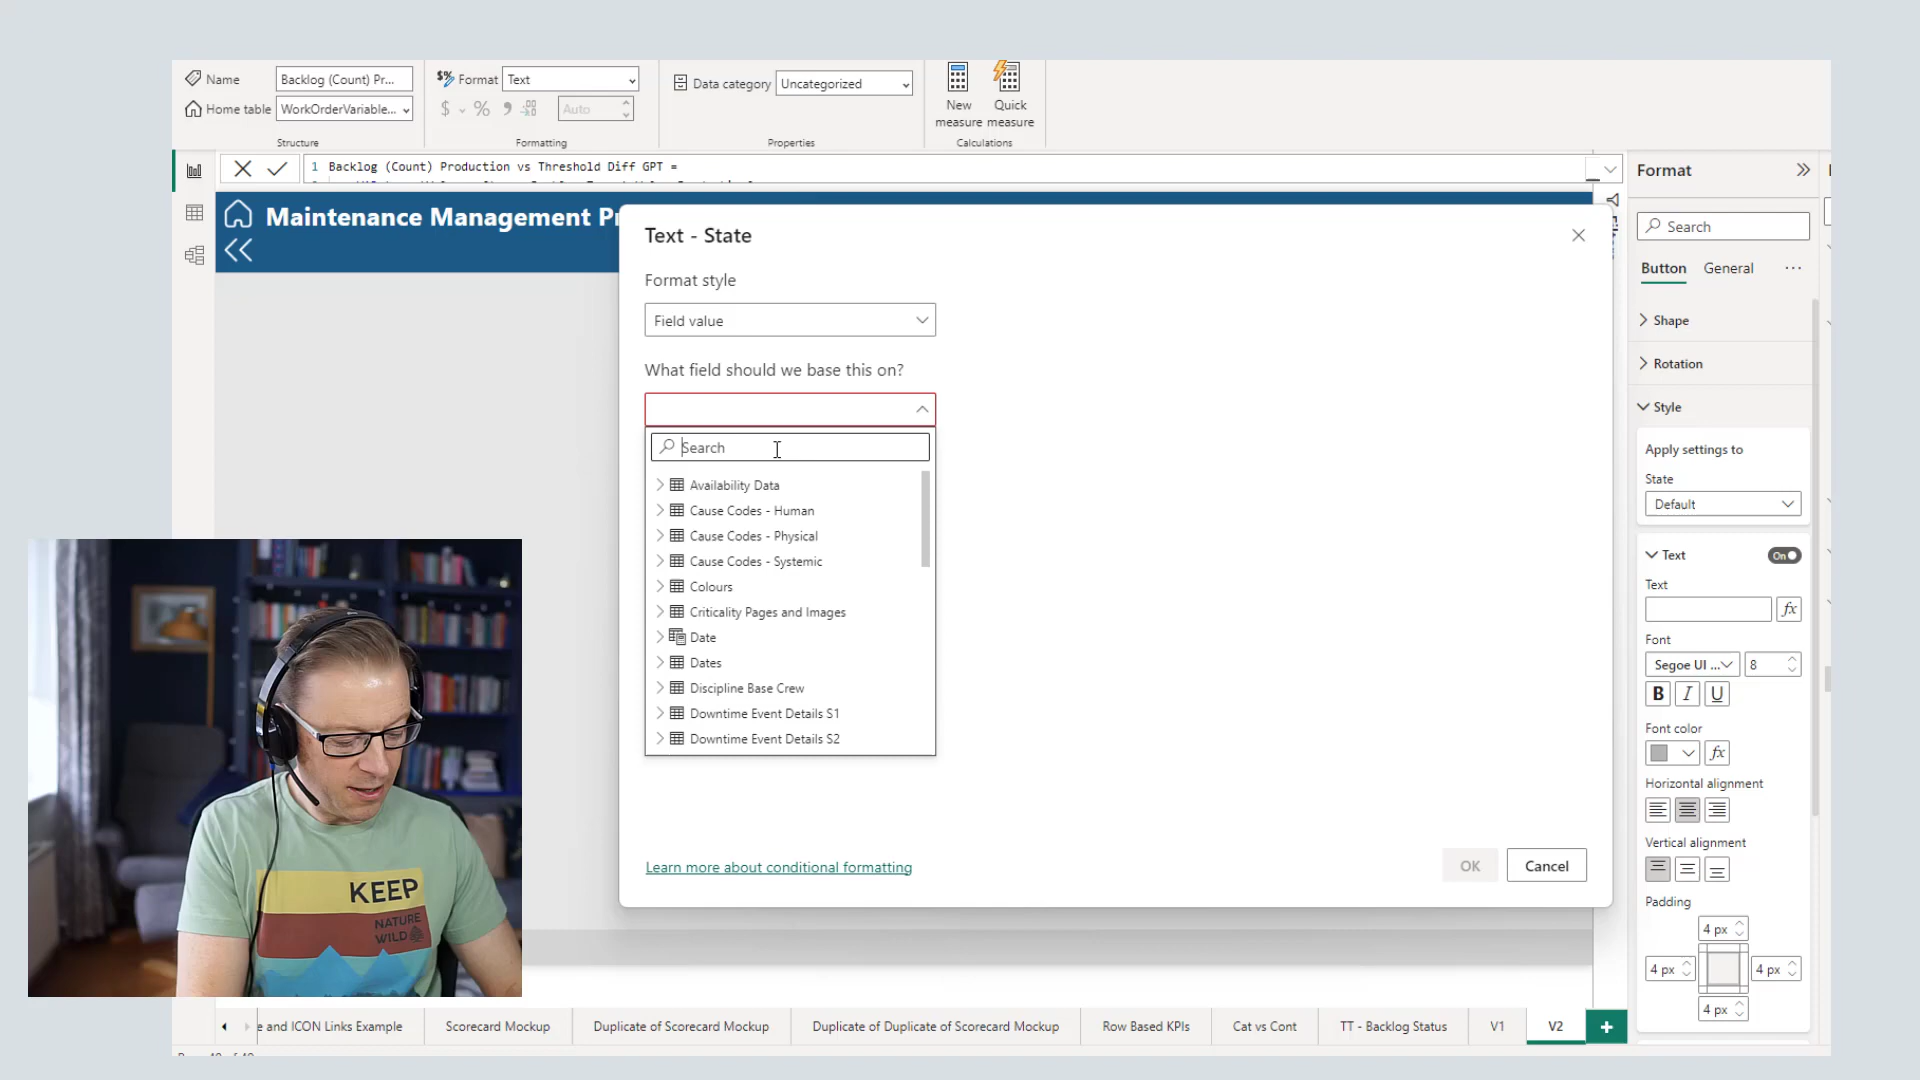 Name
Backlog (Count) Pr...
Format
Text
Data category
Uncategorized
New measure
Quick measure
Home table
WorkOrderVariable...
$ %
Auto
Structure
Formatting
Properties
Calculations
1 Backlog (Count) Production vs Threshold Diff GPT =
Maintenance Management Pr
Text - State
Format style
Field value
What field should we base this on?
Search
Availability Data
Cause Codes - Human
Cause Codes - Physical
Cause Codes - Systemic
Colours
Criticality Pages and Images
Date
Dates
Discipline Base Crew
Downtime Event Details S1
Downtime Event Details S2
Learn more about conditional formatting
OK
Cancel
Format
Search
Button
General
...
Shape
Rotation
Style
Apply settings to
State
Default
Text
On
Text
fx
Font
Segoe UI ...
8
B I U
Font color
fx
Horizontal alignment
Vertical alignment
Padding
4 px
4 px
4 px
4 px
KEEP
NATURE
WILD
e and ICON Links Example
Scorecard Mockup
Duplicate of Scorecard Mockup
Duplicate of Duplicate of Scorecard Mockup
Row Based KPIs
Cat vs Cont
TT - Backlog Status
V1
V2
+